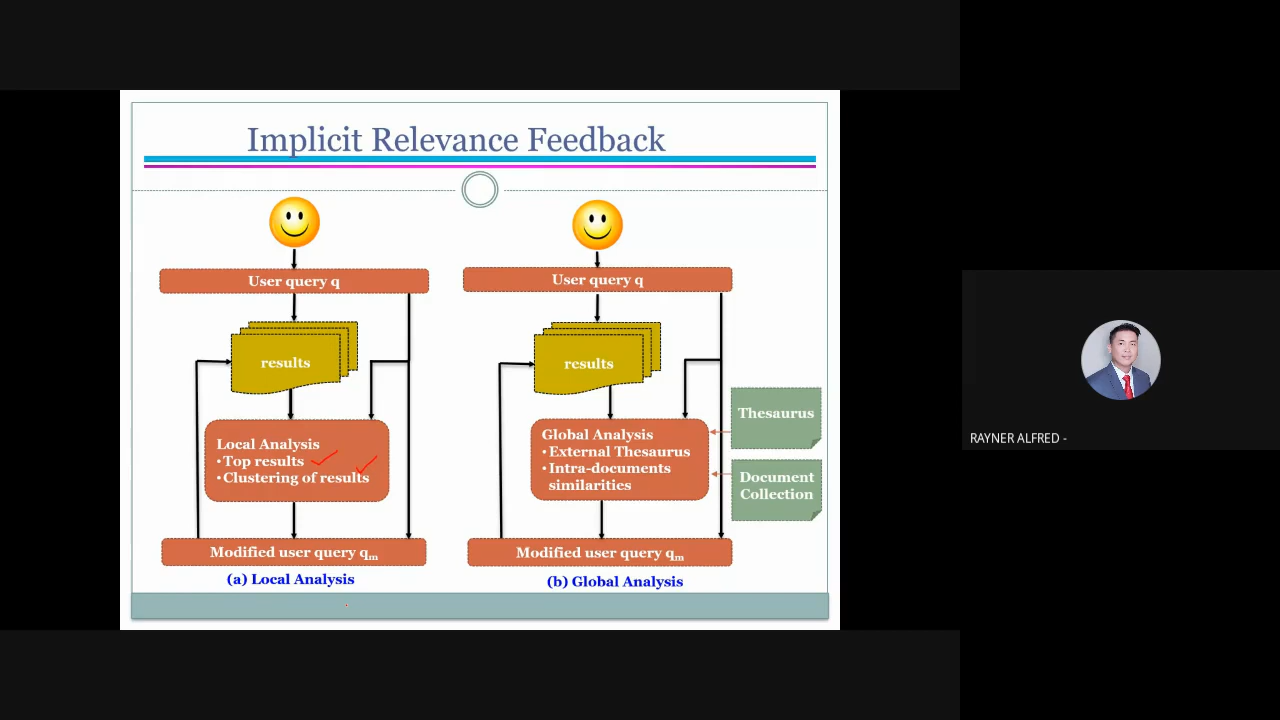 Implicit Relevance Feedback
User query q
results
Local Analysis
•Top results
•Clustering of results
Modified user query qm
(a) Local Analysis
User query q
results
Global Analysis
•External Thesaurus
•Intra-documents
similarities
Thesaurus
Document
Collection
Modified user query qm
(b) Global Analysis
RAYNER ALFRED -